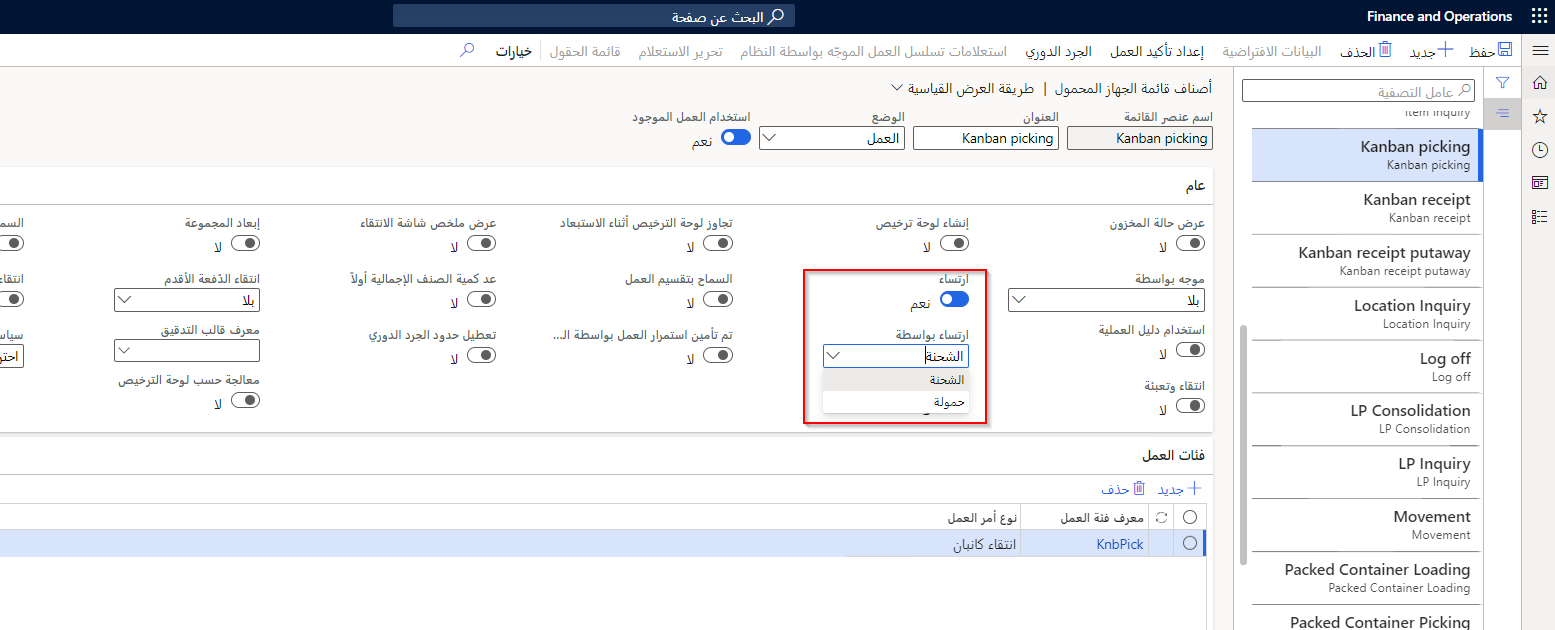 Finance and Operations
البحث عن صفحة
حفظ
جديد
الحذف
البيانات الافتراضية
إعداد تأكيد العمل
الجرد الدوري
استعلامات تسلسل العمل الموجّه بواسطة النظام
تحرير الاستعلام
قائمة الحقول
خيارات
عامل التصفية
Item Inquiry
Kanban picking
Kanban picking
Kanban receipt
Kanban receipt
Kanban receipt putaway
Kanban receipt putaway
Location Inquiry
Location Inquiry
Log off
Log off
LP Consolidation
LP Consolidation
LP Inquiry
LP Inquiry
Movement
Movement
Packed Container Loading
Packed Container Loading
Packed Container Picking
أصناف قائمة الجهاز المحمول | طريقة العرض القياسية
اسم عنصر القائمة
Kanban picking
العنوان
Kanban picking
الوضع
العمل
استخدام العمل الموجود
نعم
عام
عرض حالة المخزون
لا
موجه بواسطة
بلا
استخدام دليل العملية
لا
انتقاء وتعبئة
لا
إنشاء لوحة ترخيص
لا
ارتساء
نعم
ارتساء بواسطة
الشحنة
الشحنة
حمولة
تجاوز لوحة الترخيص أثناء الاستبعاد
لا
السماح بتقسيم العمل
لا
تم تأمين استمرار العمل بواسطة ال...
لا
عرض ملخص شاشة الانتقاء
لا
عد كمية الصنف الإجمالية أولاً
لا
تعطيل حدود الجرد الدوري
لا
إبعاد المجموعة
لا
انتقاء الدُفعة الأقدم
بلا
معرف قالب التدقيق
معالجة حسب لوحة الترخيص
لا
فئات العمل
جديد
حذف
معرف فئة العمل
نوع أمر العمل
KnbPick
انتقاء كانبان